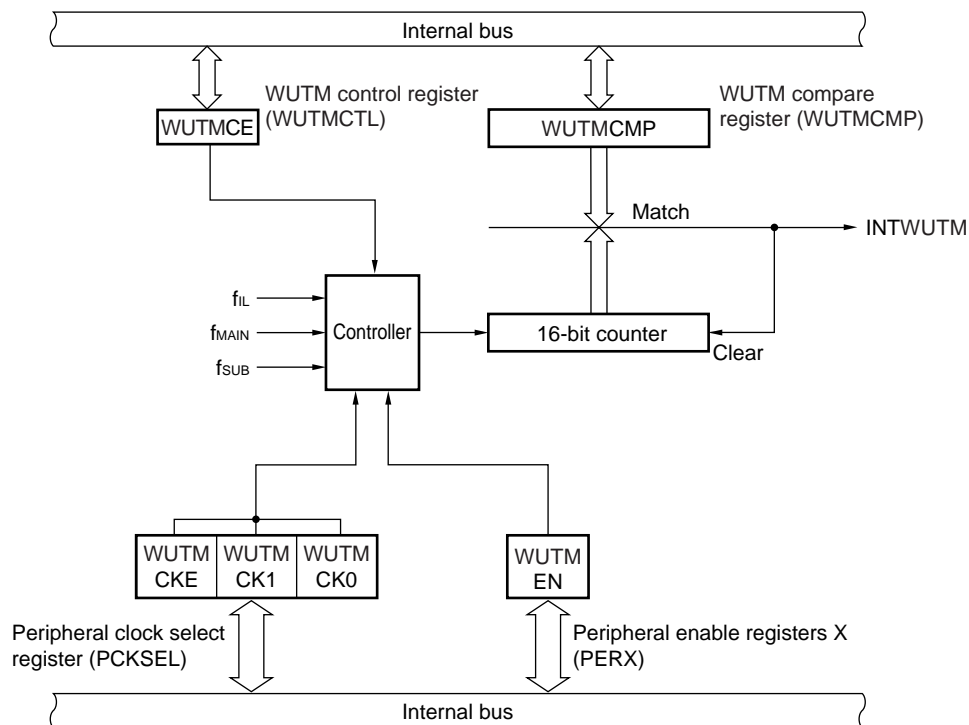 Internal bus
WUTM control register
(WUTMCTL)
WUTMCE
WUTM compare
register (WUTMCMP)
WUTMCMP
Match
INTWUTM
fIL
fMAIN
fSUB
Controller
16-bit counter
Clear
WUTM
CKE
WUTM
CK1
WUTM
CK0
WUTM
EN
Peripheral clock select
register (PCKSEL)
Peripheral enable registers X
(PERX)
Internal bus